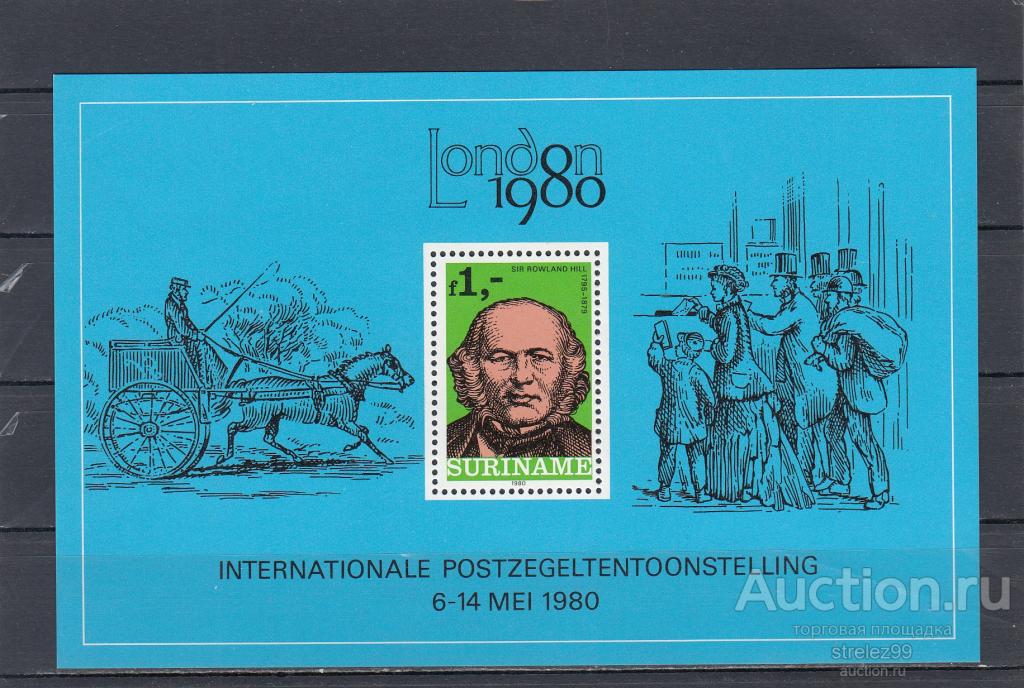 London
1980
SIR ROWLAND HILL
1795-1879
f1,-
SURINAME
1980
INTERNATIONALE POSTZEGELTENTOONSTELLING
6-14 MEI 1980
Auction.ru
торговая площадка
strelez99
auction.ru